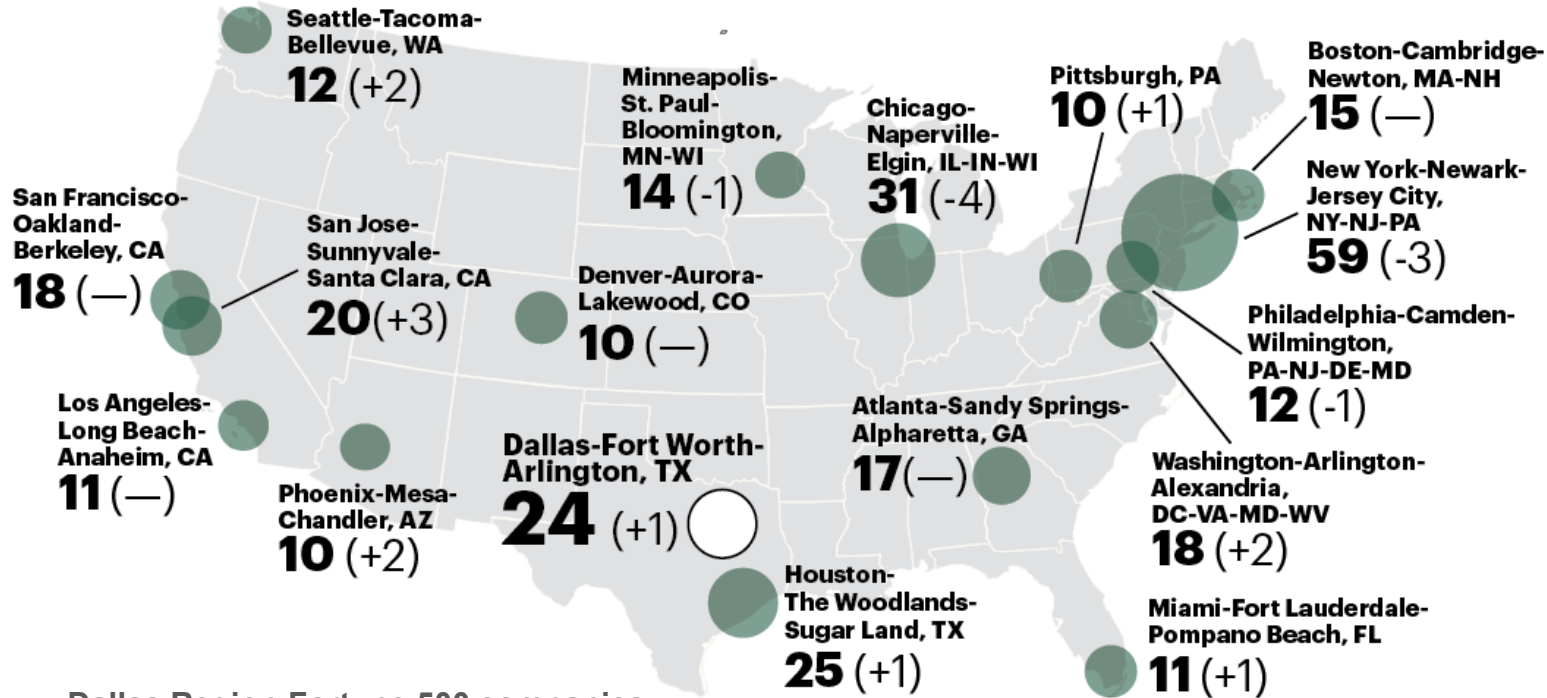 Seattle-Tacoma-
Bellevue, WA
12 (+2)
Minneapolis-
St. Paul-
Bloomington,
MN-WI
14 (-1)
Chicago-
Naperville-
Elgin, IL-IN-WI
31 (-4)
Pittsburgh, PA
10 (+1)
Boston-Cambridge-
Newton, MA-NH
15 (—)
New York-Newark-
Jersey City,
NY-NJ-PA
59 (-3)
San Francisco-
Oakland-
Berkeley, CA
18 (—)
San Jose-
Sunnyvale-
Santa Clara, CA
20(+3)
Denver-Aurora-
Lakewood, CO
10 (—)
Philadelphia-Camden-
Wilmington,
PA-NJ-DE-MD
12 (-1)
Los Angeles-
Long Beach-
Anaheim, CA
11 (—)
Phoenix-Mesa-
Chandler, AZ
10 (+2)
Dallas-Fort Worth-
Arlington, TX
24 (+1)
Atlanta-Sandy Springs-
Alpharetta, GA
17(—)
Washington-Arlington-
Alexandria,
DC-VA-MD-WV
18 (+2)
Houston-
The Woodlands-
Sugar Land, TX
25 (+1)
Miami-Fort Lauderdale-
Pompano Beach, FL
11 (+1)
Dallas Region Fortune 500 companies